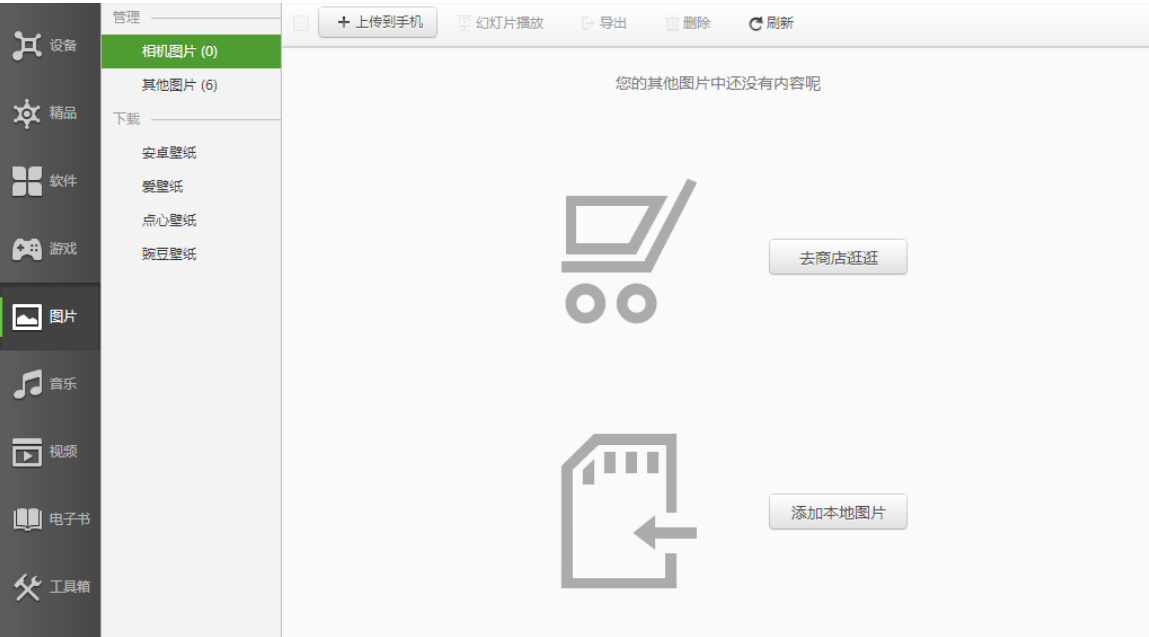 设备
精品
软件
游戏
图片
音乐
视频
电子书
工具箱
管理
相机图片 (0)
其他图片 (6)
下载
安卓壁纸
爱壁纸
点心壁纸
豌豆壁纸
上传到手机
幻灯片播放
导出
删除
刷新
您的其他图片中还没有内容呢
去商店逛逛
添加本地图片